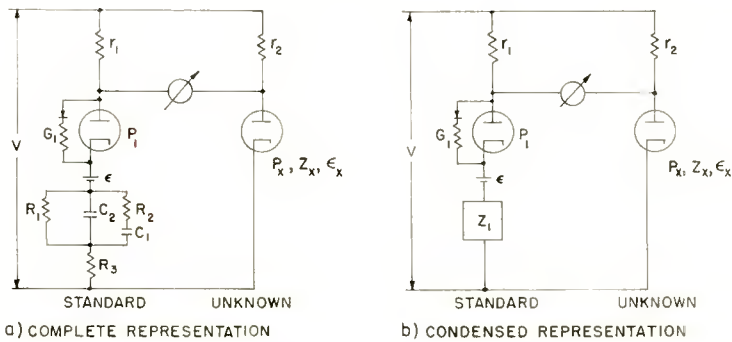 r₁
r₂
G₁
P₁
V
ϵ
Pₓ, Zₓ, ϵₓ
R₁
C₂
R₂
C₁
R₃
STANDARD UNKNOWN
a) COMPLETE REPRESENTATION
r₁
r₂
G₁
P₁
V
ϵ
Pₓ, Zₓ, ϵₓ
Z₁
STANDARD UNKNOWN
b) CONDENSED REPRESENTATION